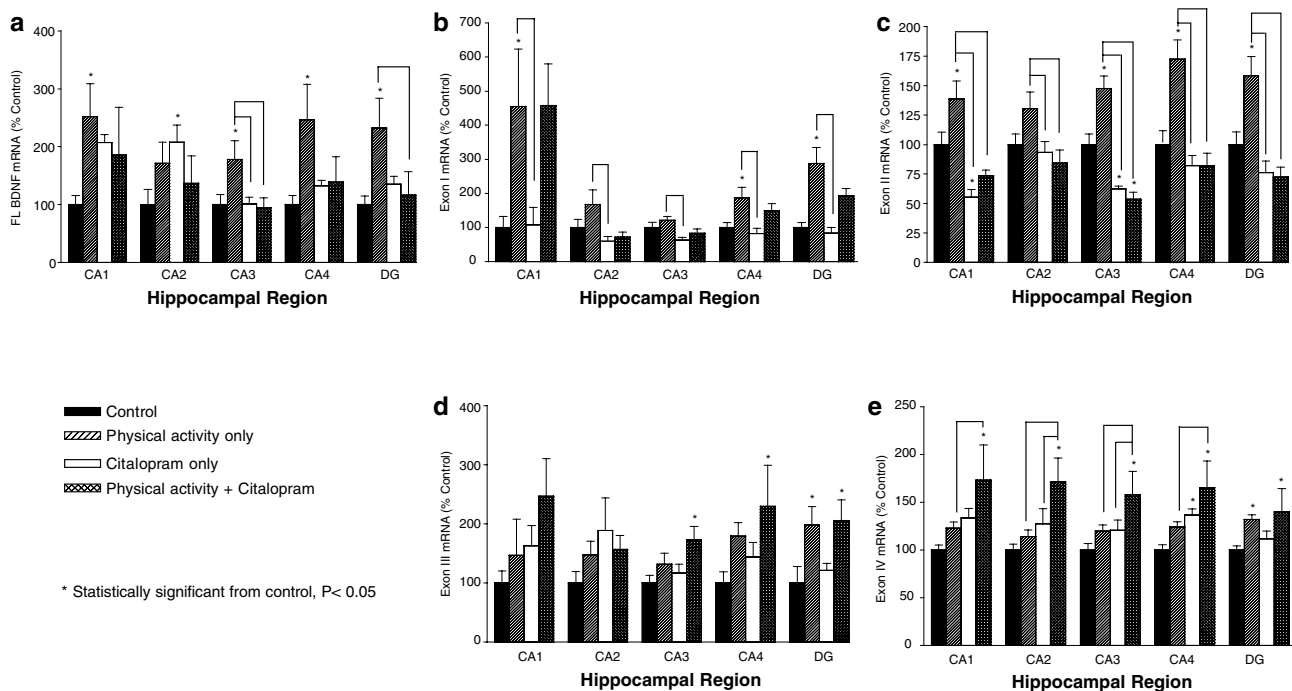 a
FL BDNF mRNA (% Control)
400
300
200
100
0
*
*
*
*
*
CA1 CA2 CA3 CA4 DG
Hippocampal Region
b
Exon I mRNA (% Control)
700
600
500
400
300
200
100
0
*
*
*
CA1 CA2 CA3 CA4 DG
Hippocampal Region
c
Exon II mRNA (% Control)
200
175
150
125
100
75
50
25
0
*
*
*
*
*
*
*
CA1 CA2 CA3 CA4 DG
Hippocampal Region
Control
Physical activity only
Citalopram only
Physical activity + Citalopram
* Statistically significant from control, P< 0.05
d
Exon III mRNA (% Control)
400
300
200
100
0
*
*
*
*
CA1 CA2 CA3 CA4 DG
Hippocampal Region
e
Exon IV mRNA (% Control)
250
200
150
100
50
0
*
*
*
*
*
*
*
CA1 CA2 CA3 CA4 DG
Hippocampal Region